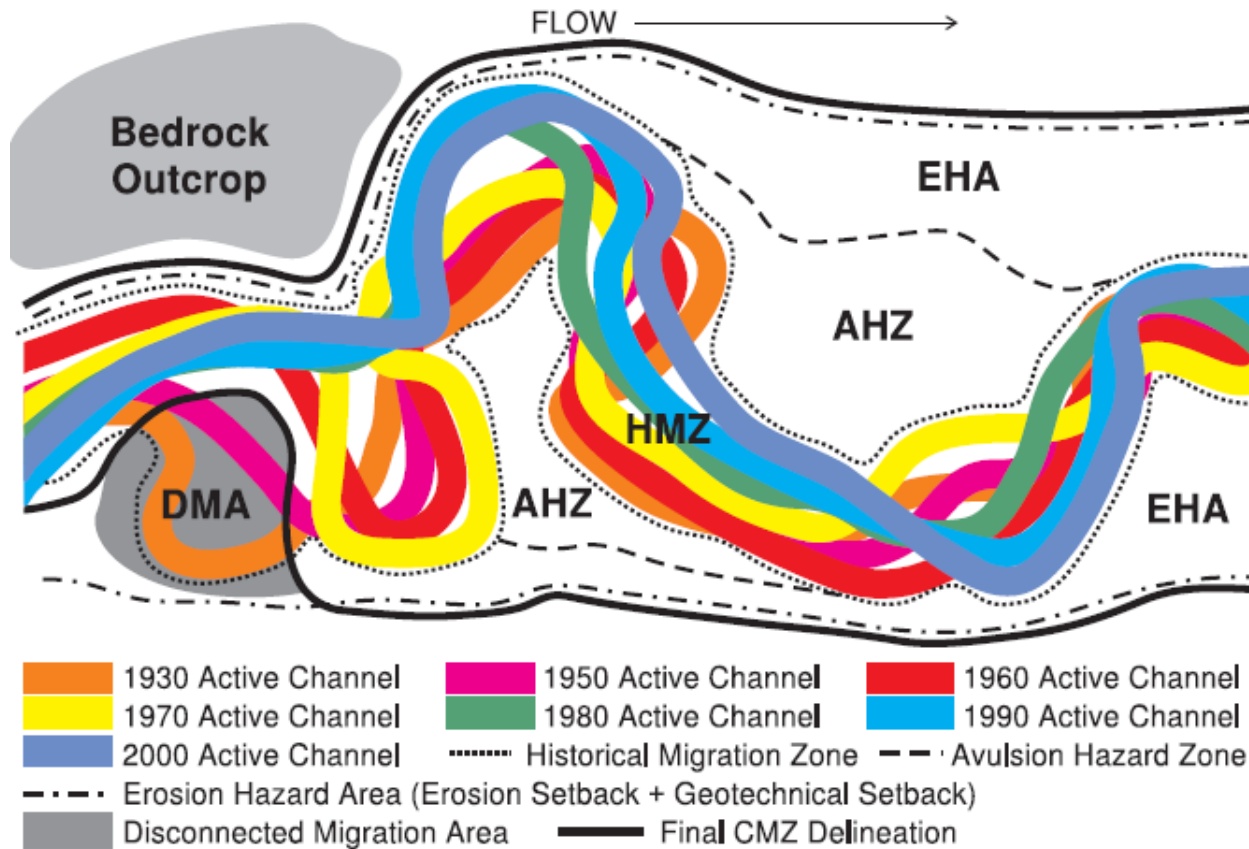 FLOW
Bedrock
Outcrop
EHA
AHZ
HMZ
DMA
AHZ
EHA
1930 Active Channel
1950 Active Channel
1960 Active Channel
1970 Active Channel
1980 Active Channel
1990 Active Channel
2000 Active Channel
Historical Migration Zone
Avulsion Hazard Zone
Erosion Hazard Area (Erosion Setback + Geotechnical Setback)
Disconnected Migration Area
Final CMZ Delineation